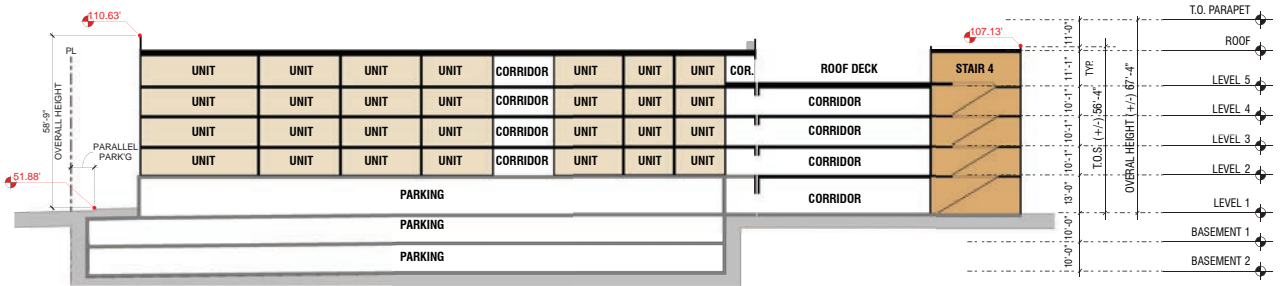 110.63'
PL
58'-9"
OVERALL HEIGHT
PARALLEL
PARK'G
51.88'
UNIT UNIT UNIT UNIT CORRIDOR UNIT UNIT UNIT COR. ROOF DECK STAIR 4
UNIT UNIT UNIT UNIT CORRIDOR UNIT UNIT UNIT CORRIDOR
UNIT UNIT UNIT UNIT CORRIDOR UNIT UNIT UNIT CORRIDOR
UNIT UNIT UNIT UNIT CORRIDOR UNIT UNIT UNIT CORRIDOR
PARKING CORRIDOR
PARKING
PARKING
107.13'
11'-0"
11'-1"
TYP.
10'-1"
10'-1"
10'-1"
13'-0"
10'-0"
10'-0"
T.O.S. (+/-) 56'-4"
OVERAL HEIGHT (+/-) 67'-4"
T.O. PARAPET
ROOF
LEVEL 5
LEVEL 4
LEVEL 3
LEVEL 2
LEVEL 1
BASEMENT 1
BASEMENT 2